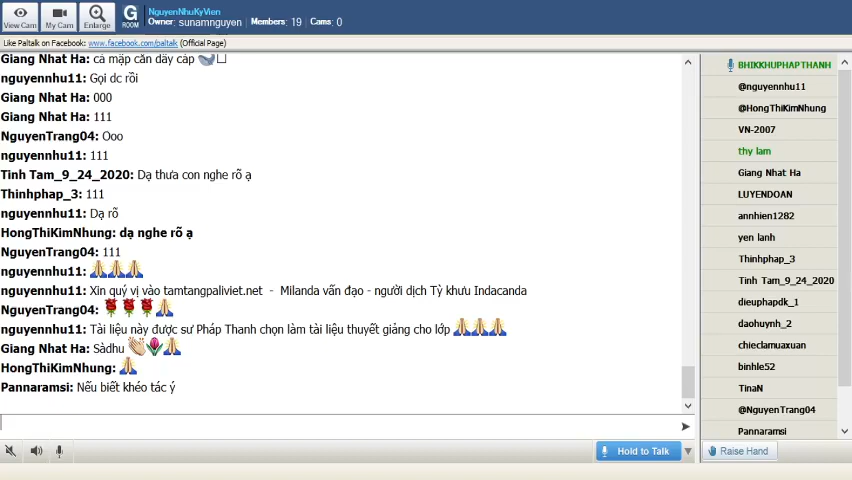 View Cam
My Cam
Enlarge
G
ROOM
NguyenNhuKyVien
Owner: sunamnguyen Members: 19 Cams: 0
Like Paltalk on Facebook: www.facebook.com/paltalk (Official Page)
Giang Nhat Ha: cá mập cắn dây cáp
nguyennhu11: Gọi dc rồi
Giang Nhat Ha: 000
Giang Nhat Ha: 111
NguyenTrang04: Ooo
nguyennhu11: 111
Tinh Tam_9_24_2020: Dạ thưa con nghe rõ ạ
Thinhphap_3: 111
nguyennhu11: Dạ rõ
HongThiKimNhung: dạ nghe rõ ạ
NguyenTrang04: 111
nguyennhu11: 🙏🙏🙏
nguyennhu11: Xin quý vị vào tamtangpaliviet.net - Milanda vấn đạo - người dịch Tỳ khưu Indacanda
NguyenTrang04: 🌹🌹🌹🙏
nguyennhu11: Tài liệu này được sư Pháp Thanh chọn làm tài liệu thuyết giảng cho lớp 🙏🙏🙏
Giang Nhat Ha: Sàdhu 👏🌷🙏
HongThiKimNhung: 🙏
Pannaramsi: Nếu biết khéo tác ý
Hold to Talk
BHIKKHUPHAPTHANH
@nguyennhu11
@HongThiKimNhung
VN-2007
thy lam
Giang Nhat Ha
LUYENDOAN
annhien1282
yen lanh
Thinhphap_3
Tinh Tam_9_24_2020
dieuphapdk_1
daohuynh_2
chieclamuaxuan
binhle52
TinaN
@NguyenTrang04
Pannaramsi
Raise Hand